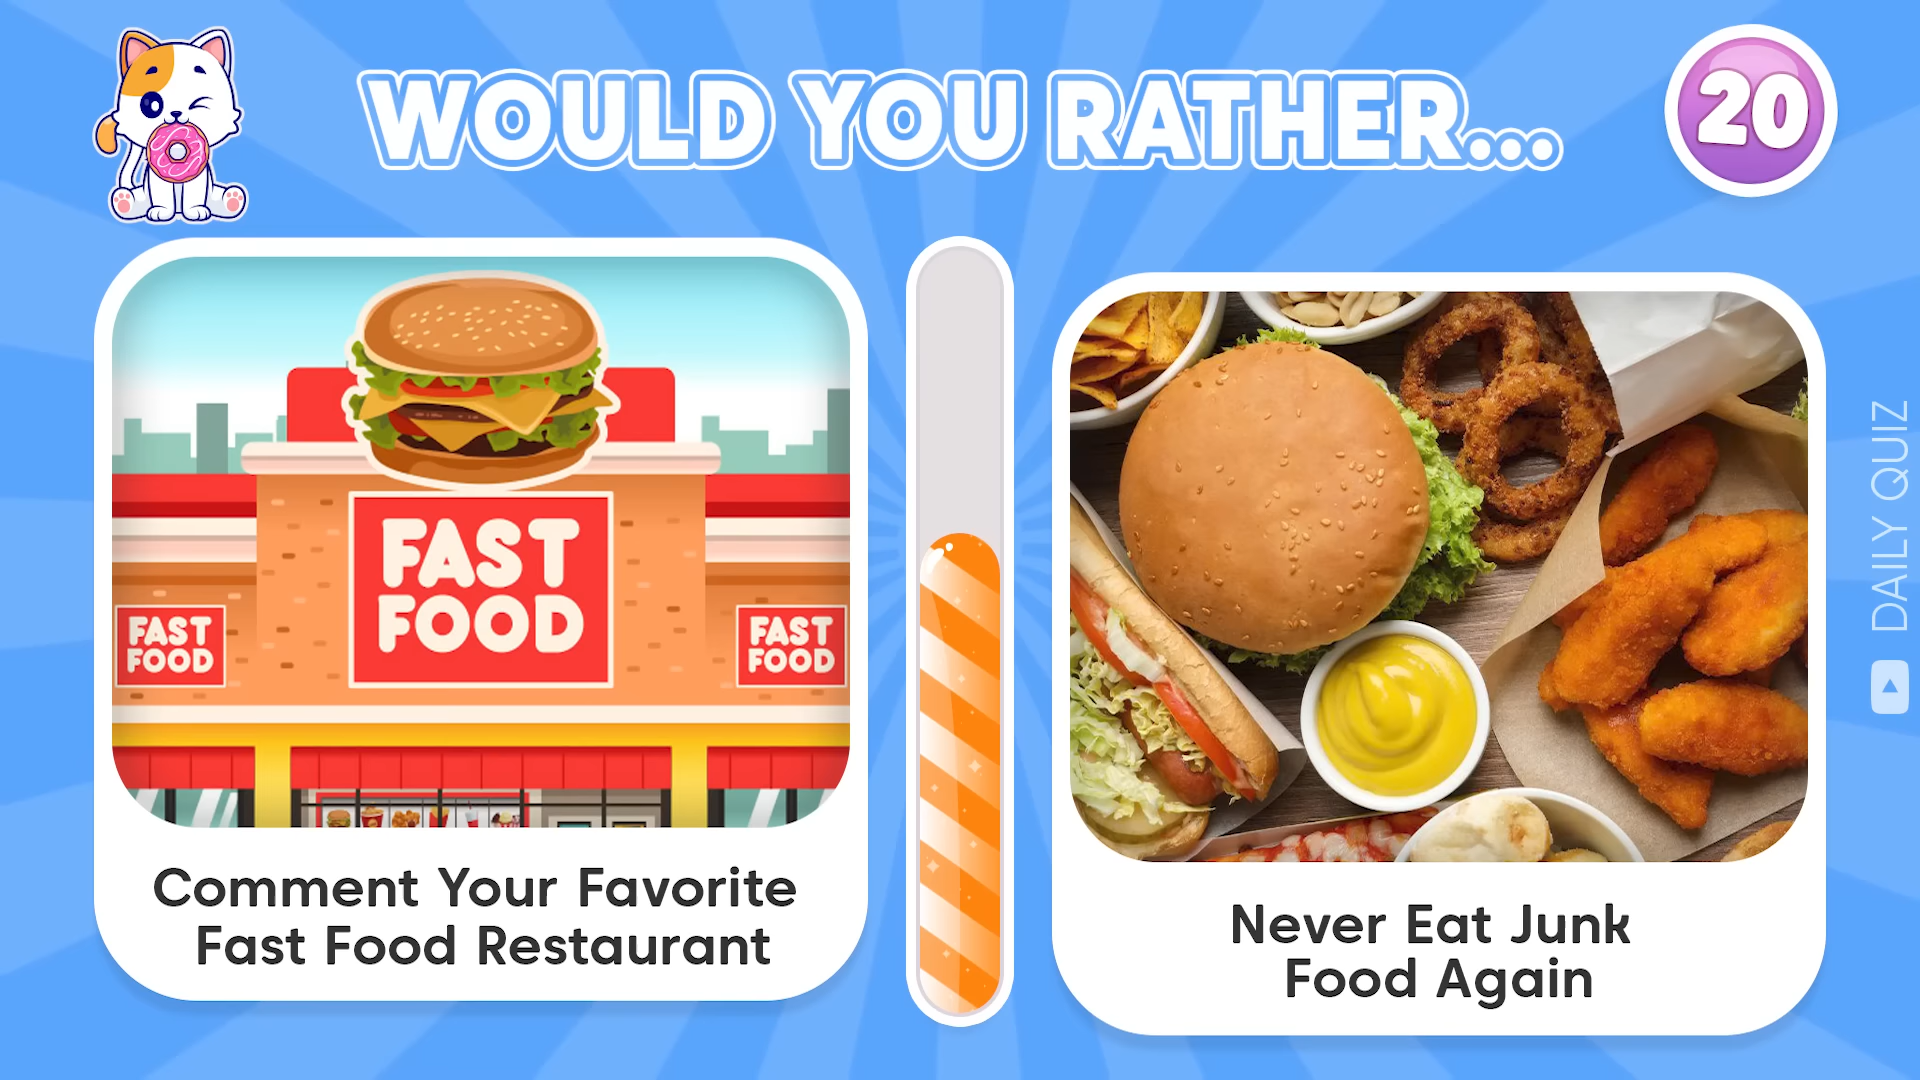 WOULD YOU RATHER...
20
FAST
FOOD
FAST
FOOD
FAST
FOOD
Comment Your Favorite
Fast Food Restaurant
Never Eat Junk
Food Again
DAILY QUIZ